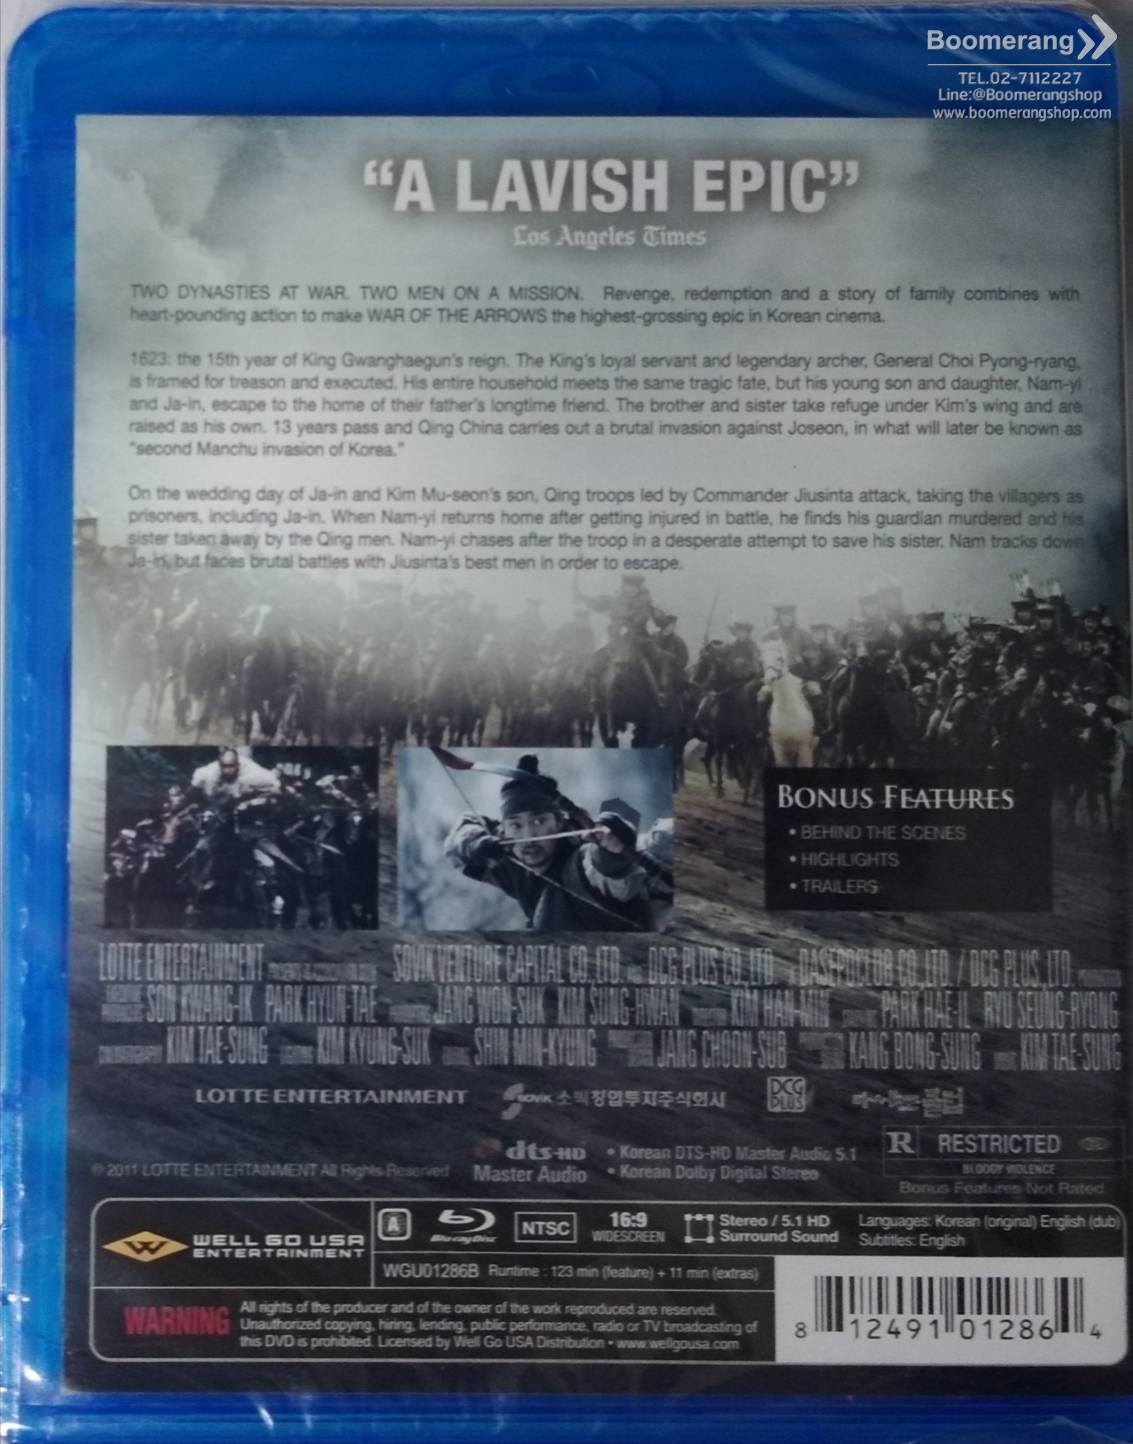 Boomerang
TEL.02-7112227
Line:@Boomerangshop
www.boomerangshop.com
“A LAVISH EPIC”
Los Angeles Times
TWO DYNASTIES AT WAR. TWO MEN ON A MISSION. Revenge, redemption and a story of family combines with
heart-pounding action to make WAR OF THE ARROWS the highest-grossing epic in Korean cinema.
1623: the 15th year of King Gwanghaegun's reign. The King's loyal servant and legendary archer, General Choi Pyong-ryang,
is framed for treason and executed. His entire household meets the same tragic fate, but his young son and daughter, Nam-yi
and Ja-in, escape to the home of their father's longtime friend. The brother and sister take refuge under Kim's wing and are
raised as his own. 13 years pass and Qing China carries out a brutal invasion against Joseon, in what will later be known as
"second Manchu invasion of Korea."
On the wedding day of Ja-in and Kim Mu-seon's son, Qing troops led by Commander Jiusinta attack, taking the villagers as
prisoners, including Ja-in. When Nam-yi returns home after getting injured in battle, he finds his guardian murdered and his
sister taken away by the Qing men. Nam-yi chases after the troop in a desperate attempt to save his sister. Nam tracks down
Ja-in, but faces brutal battles with Jiusinta's best men in order to escape.
BONUS FEATURES
• BEHIND THE SCENES
• HIGHLIGHTS
• TRAILERS
LOTTE ENTERTAINMENT SOVIK VENTURE CAPITAL CO.,LTD. DCG PLUS CO.,LTD. DASEPOCLUB CO.,LTD. / DCG PLUS.,LTD.
SON KWANG-IK PARK HYUN-TAE JANG WON-SUK KIM SUNG-HWAN KIM HAN-MIN PARK HAE-IL RYU SEUNG-RYONG
KIM TAE-SUNG KIM KYUNG-SUK SHIN MIN-KYUNG JANG CHOON-SUB KANG BONG-SUNG KIM TAE-SUNG
LOTTE ENTERTAINMENT SOVIK 소빅창업투자주식회사 DCG PLUS
© 2011 LOTTE ENTERTAINMENT All Rights Reserved
dts-HD
Master Audio
• Korean DTS-HD Master Audio 5.1
• Korean Dolby Digital Stereo
R RESTRICTED
BLOODY VIOLENCE
Bonus Features Not Rated
WELL GO USA
ENTERTAINMENT
A
Blu-ray Disc
NTSC
16:9
WIDESCREEN
Stereo / 5.1 HD
Surround Sound
Languages: Korean (original) English (dub)
Subtitles: English
WGU01286B Runtime : 123 min (feature) + 11 min (extras)
WARNING
All rights of the producer and of the owner of the work reproduced are reserved.
Unauthorized copying, hiring, lending, public performance, radio or TV broadcasting of
this DVD is prohibited. Licensed by Well Go USA Distribution • www.wellgousa.com
8 12491 01286 4